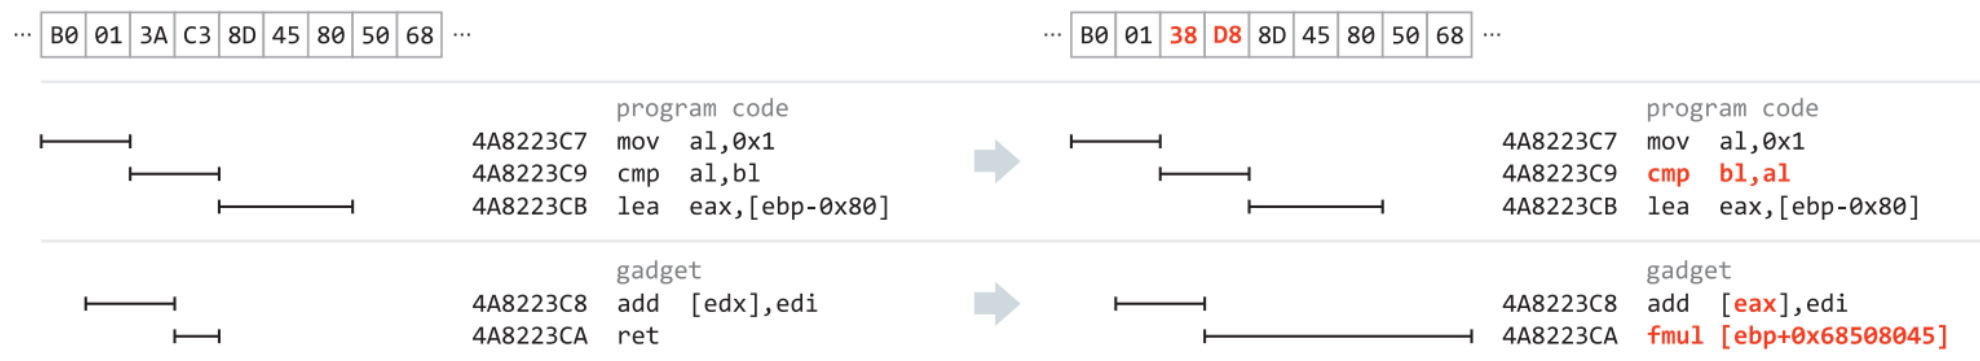 ... B0 01 3A C3 8D 45 80 50 68 ... ... B0 01 38 D8 8D 45 80 50 68 ...
program code program code
4A8223C7 mov al,0x1 4A8223C7 mov al,0x1
4A8223C9 cmp al,bl 4A8223C9 cmp bl,al
4A8223CB lea eax,[ebp-0x80] 4A8223CB lea eax,[ebp-0x80]
gadget gadget
4A8223C8 add [edx],edi 4A8223C8 add [eax],edi
4A8223CA ret 4A8223CA fmul [ebp+0x68508045]